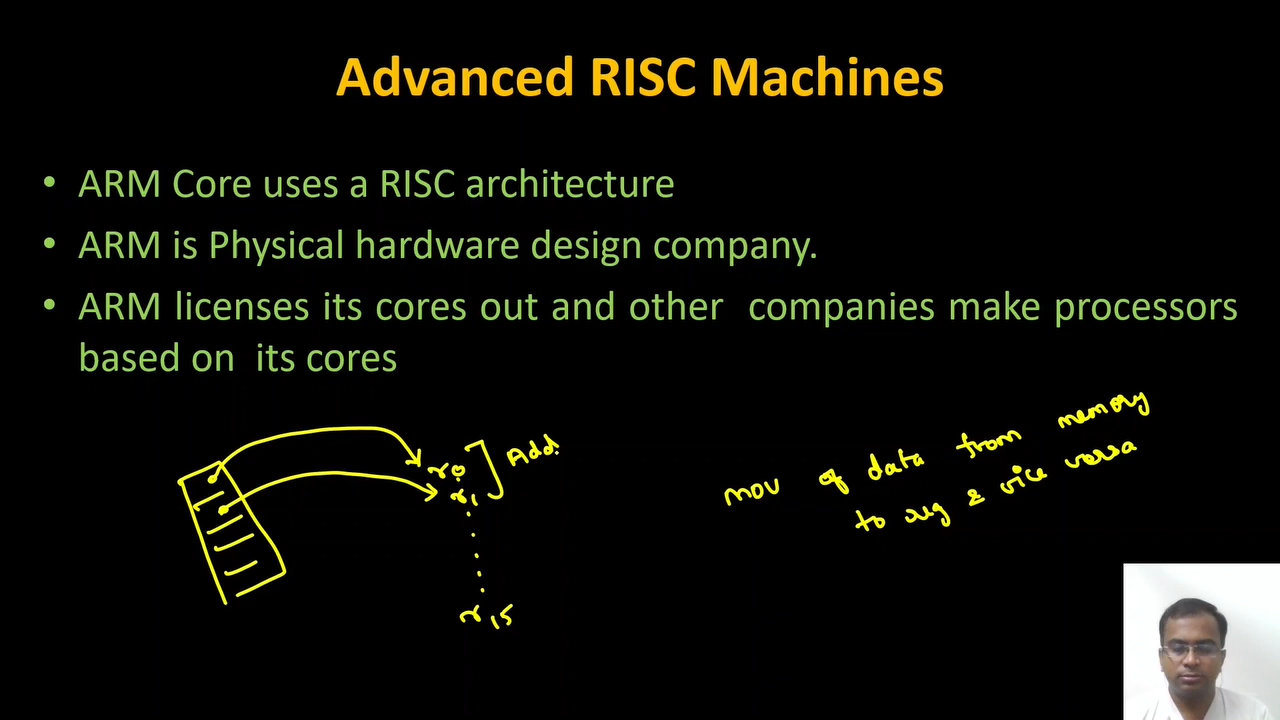 Advanced RISC Machines
• ARM Core uses a RISC architecture
• ARM is Physical hardware design company.
• ARM licenses its cores out and other companies make processors
based on its cores
r0
r1
Add
r15
mov of data from memory
to reg & vice versa